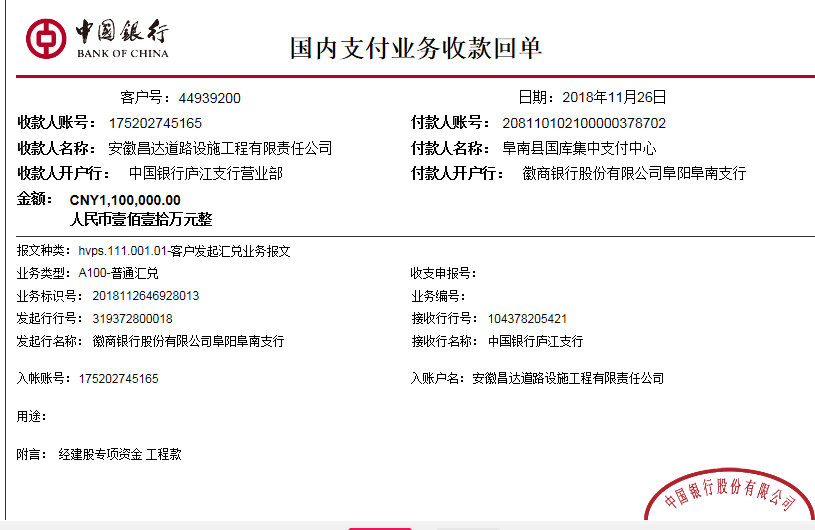 中国银行
BANK OF CHINA
国内支付业务收款回单
客户号：44939200 日期：2018年11月26日
收款人账号：175202745165 付款人账号：20811010210000037870​2
收款人名称：安徽昌达道路设施工程有限责任公司 付款人名称：阜南县国库集中支付中心
收款人开户行：中国银行庐江支行营业部 付款人开户行：徽商银行股份有限公司阜阳阜南支行
金额：CNY1,100,000.00
人民币壹佰壹拾万元整
报文种类：hvps.111.001.01-客户发起汇兑业务报文
业务类型：A100-普通汇兑 收支申报号：
业务标识号：2018112646928013 业务编号：
发起行行号：319372800018 接收行行号：104378205421
发起行名称：徽商银行股份有限公司阜阳阜南支行 接收行名称：中国银行庐江支行
入帐账号：175202745165 入账户名：安徽昌达道路设施工程有限责任公司
用途：
附言：经建股专项资金 工程款
中国银行股份有限公司